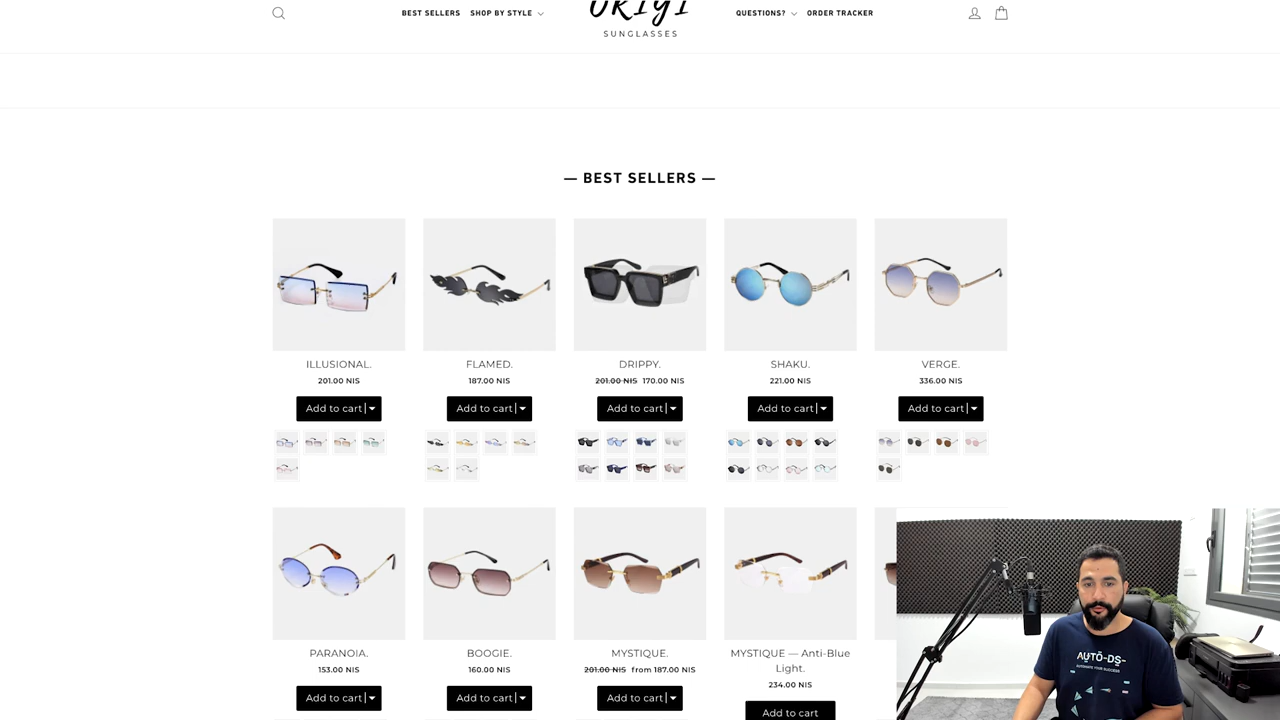 BEST SELLERS SHOP BY STYLE
UKIYI
SUNGLASSES
QUESTIONS? ORDER TRACKER
— BEST SELLERS —
ILLUSIONAL.
201.00 NIS
Add to cart
FLAMED.
187.00 NIS
Add to cart
DRIPPY.
201.00 NIS 170.00 NIS
Add to cart
SHAKU.
221.00 NIS
Add to cart
VERGE.
336.00 NIS
Add to cart
PARANOIA.
153.00 NIS
Add to cart
BOOGIE.
160.00 NIS
Add to cart
MYSTIQUE.
201.00 NIS from 187.00 NIS
Add to cart
MYSTIQUE — Anti-Blue
Light.
234.00 NIS
Add to cart
AUTO-DS
AUTOMATE YOUR SUCCESS